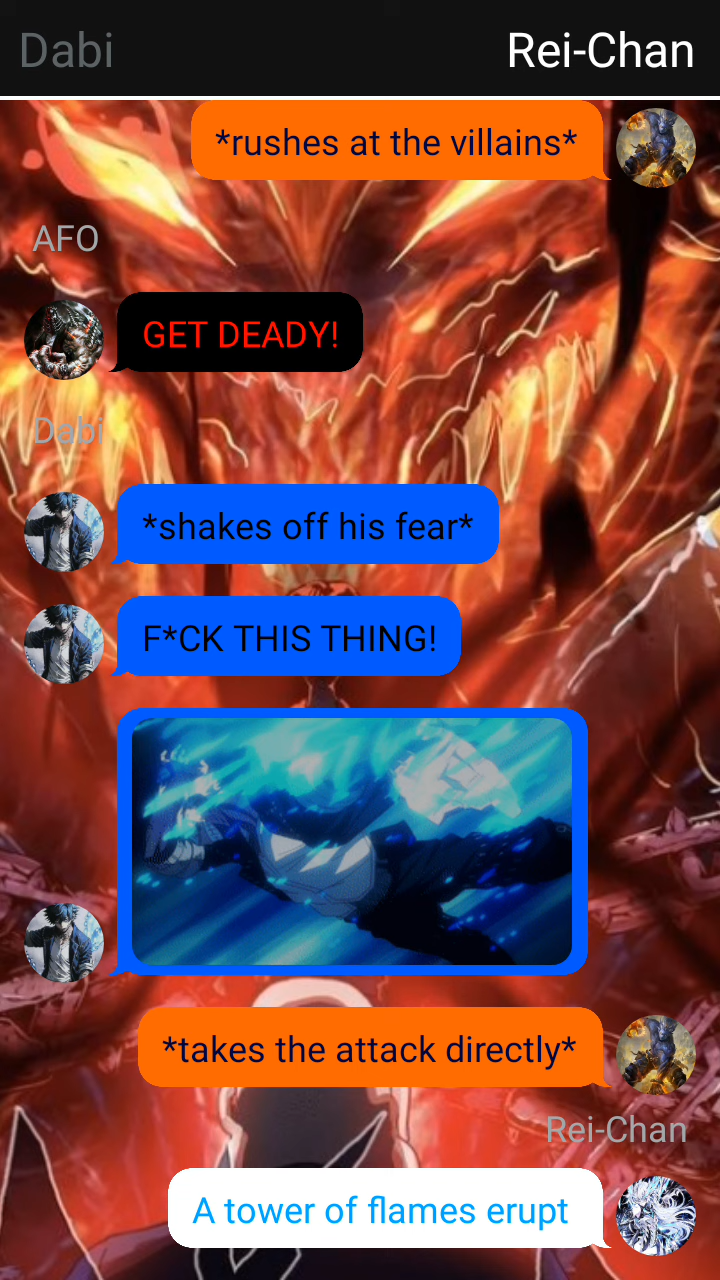 Dabi
Rei-Chan
*rushes at the villains*
AFO
GET DEADY!
Dabi
*shakes off his fear*
F*CK THIS THING!
*takes the attack directly*
Rei-Chan
A tower of flames erupt